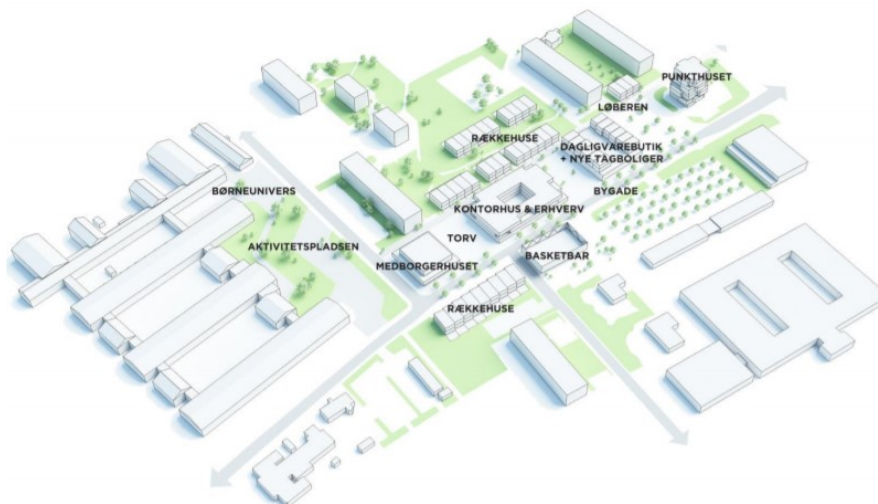 PUNKTHUSET
LØBEREN
RÆKKEHUSE
DAGLIGVAREBUTIK
+ NYE TAGBOLIGER
BØRNEUNIVERS
BYGADE
KONTORHUS & ERHVERV
TORV
AKTIVITETSPLADSEN
BASKETBAR
MEDBORGERHUSET
RÆKKEHUSE